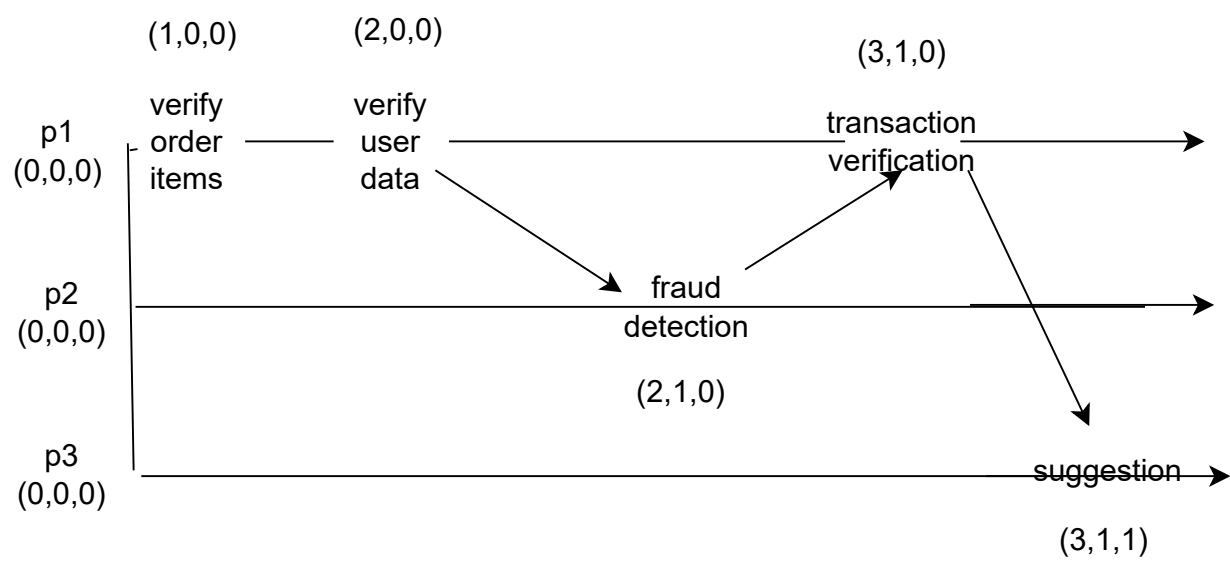 (1,0,0)
(2,0,0)
(3,1,0)
p1
(0,0,0)
verify
order
items
verify
user
data
transaction
verification
p2
(0,0,0)
fraud
detection
(2,1,0)
p3
(0,0,0)
suggestion
(3,1,1)